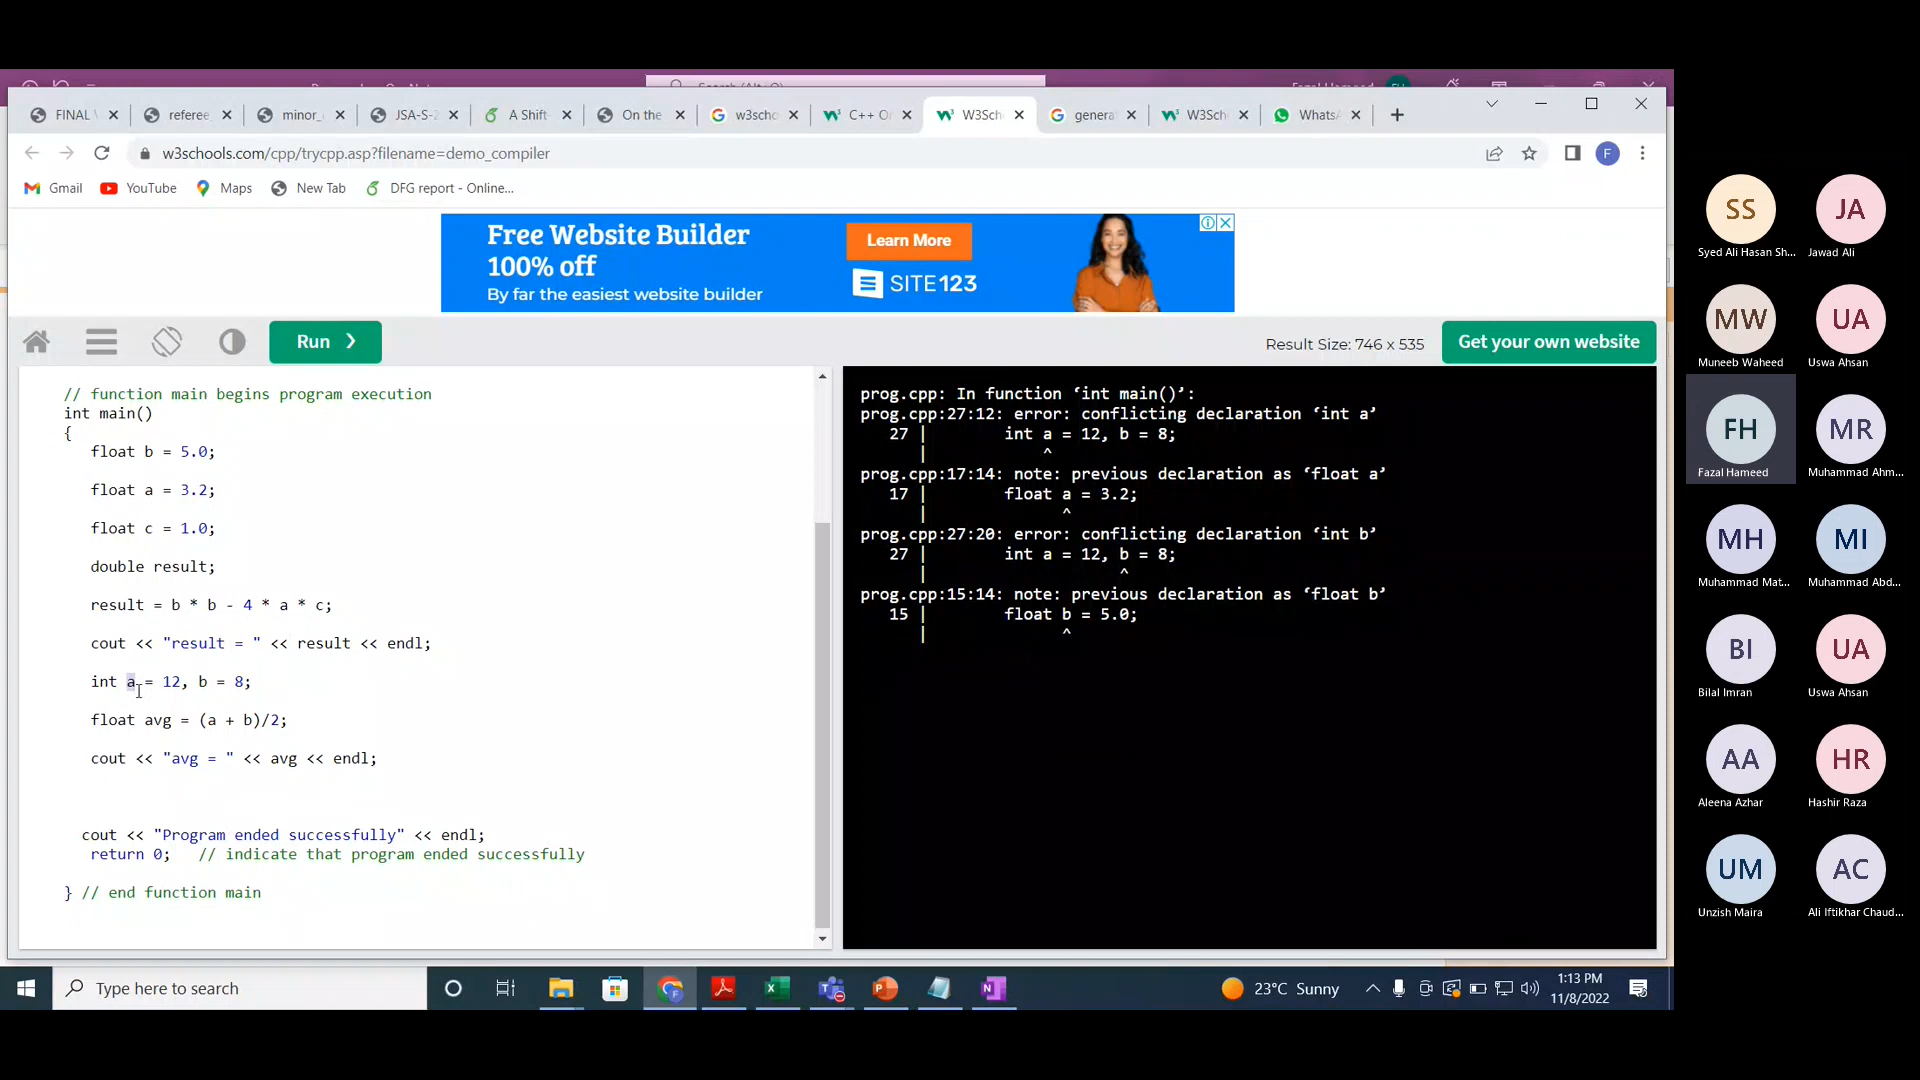 FINAL
referee
minor_
JSA-S-2
A Shift
On the
w3scho
C++ O
W3Sch
genera
W3Sch
Whats
w3schools.com/cpp/trycpp.asp?filename=demo_compiler
F
Gmail
YouTube
Maps
New Tab
DFG report - Online...
Free Website Builder
100% off
By far the easiest website builder
Learn More
SITE123
Run ❯
Result Size: 746 x 535
Get your own website
// function main begins program execution
int main()
{
float b = 5.0;
float a = 3.2;
float c = 1.0;
double result;
result = b * b - 4 * a * c;
cout << "result = " << result << endl;
int a = 12, b = 8;
float avg = (a + b)/2;
cout << "avg = " << avg << endl;
cout << "Program ended successfully" << endl;
return 0; // indicate that program ended successfully
} // end function main
prog.cpp: In function ‘int main()’:
prog.cpp:27:12: error: conflicting declaration ‘int a’
27 | int a = 12, b = 8;
| ^
prog.cpp:17:14: note: previous declaration as ‘float a’
17 | float a = 3.2;
| ^
prog.cpp:27:20: error: conflicting declaration ‘int b’
27 | int a = 12, b = 8;
| ^
prog.cpp:15:14: note: previous declaration as ‘float b’
15 | float b = 5.0;
| ^
SS
Syed Ali Hasan Sh...
JA
Jawad Ali
MW
Muneeb Waheed
UA
Uswa Ahsan
FH
Fazal Hameed
MR
Muhammad Ahm...
MH
Muhammad Mat...
MI
Muhammad Abd...
BI
Bilal Imran
UA
Uswa Ahsan
AA
Aleena Azhar
HR
Hashir Raza
UM
Unzish Maira
AC
Ali Iftikhar Chaud...
Type here to search
23°C Sunny
1:13 PM
11/8/2022